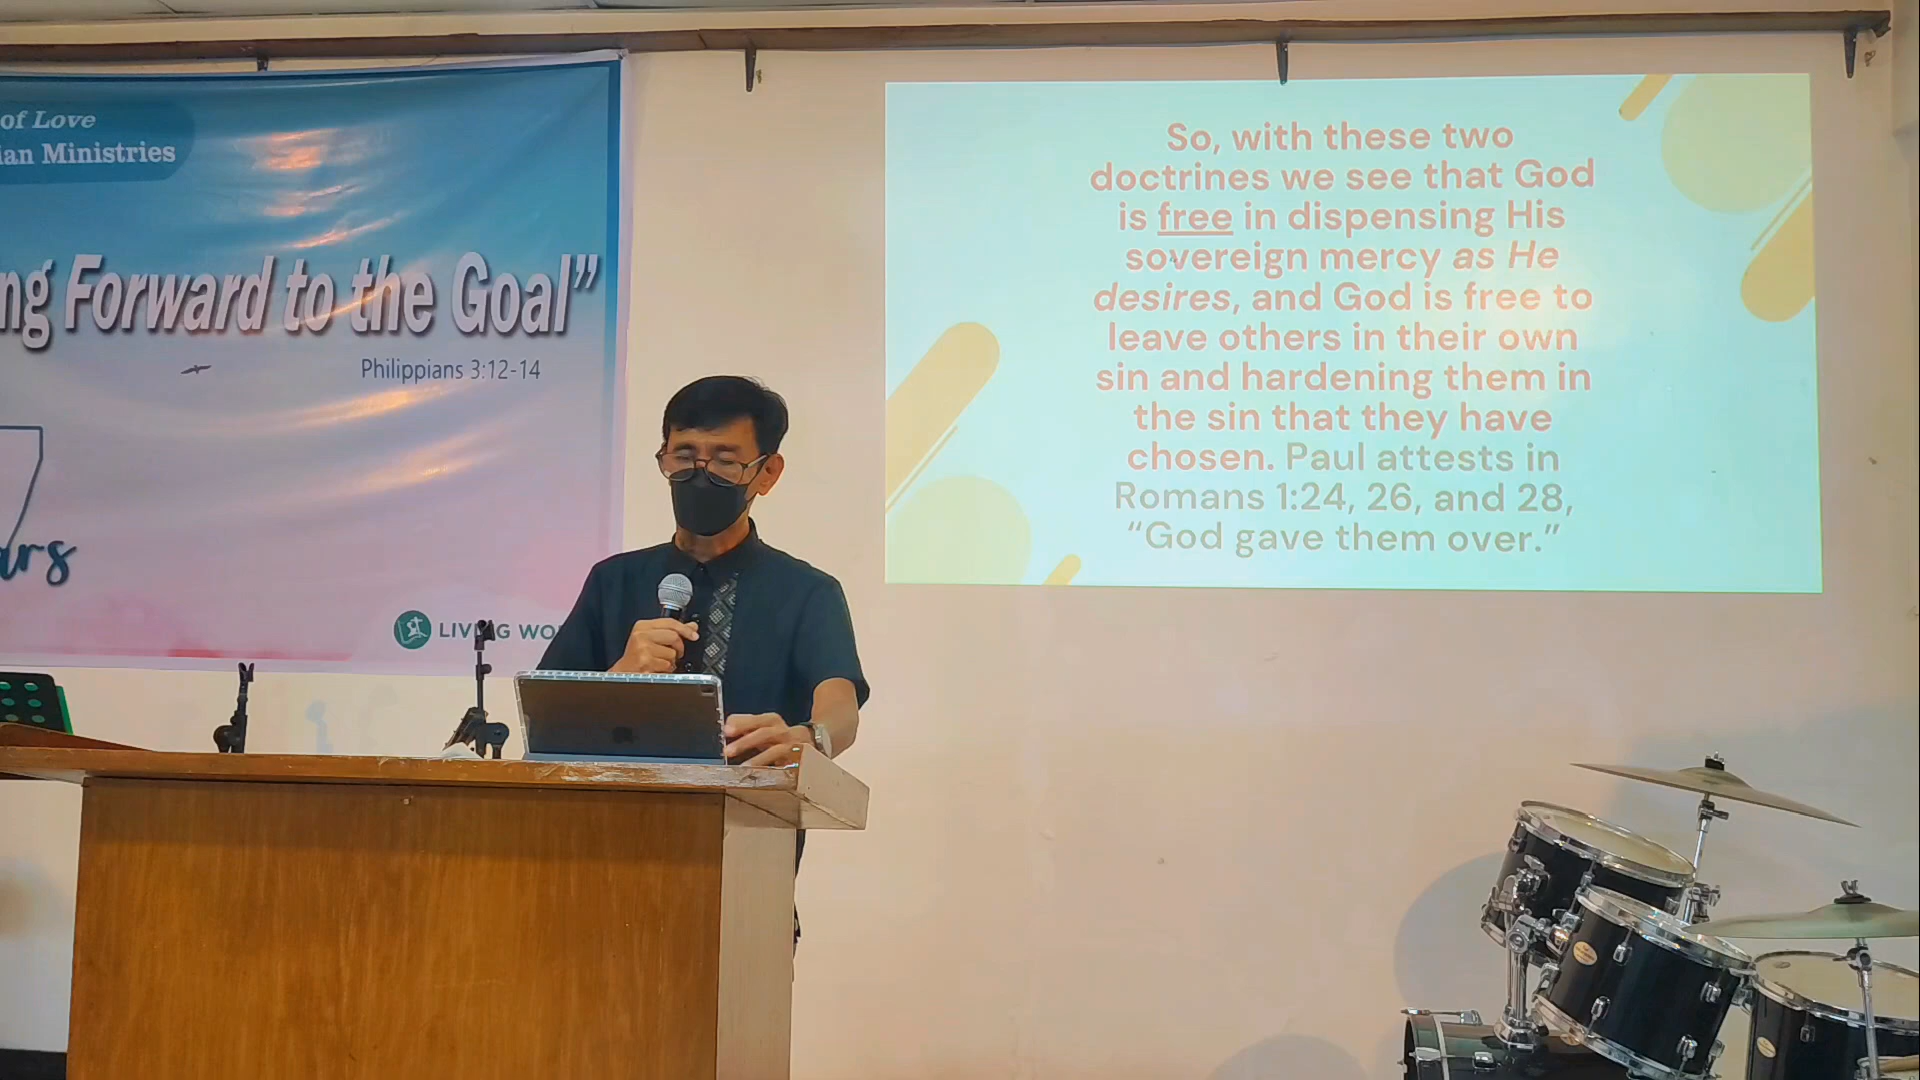 of Love
ian Ministries
ng Forward to the Goal”
Philippians 3:12-14
7
ars
LIVING WO
So, with these two
doctrines we see that God
is free in dispensing His
sovereign mercy as He
desires, and God is free to
leave others in their own
sin and hardening them in
the sin that they have
chosen. Paul attests in
Romans 1:24, 26, and 28,
“God gave them over.”